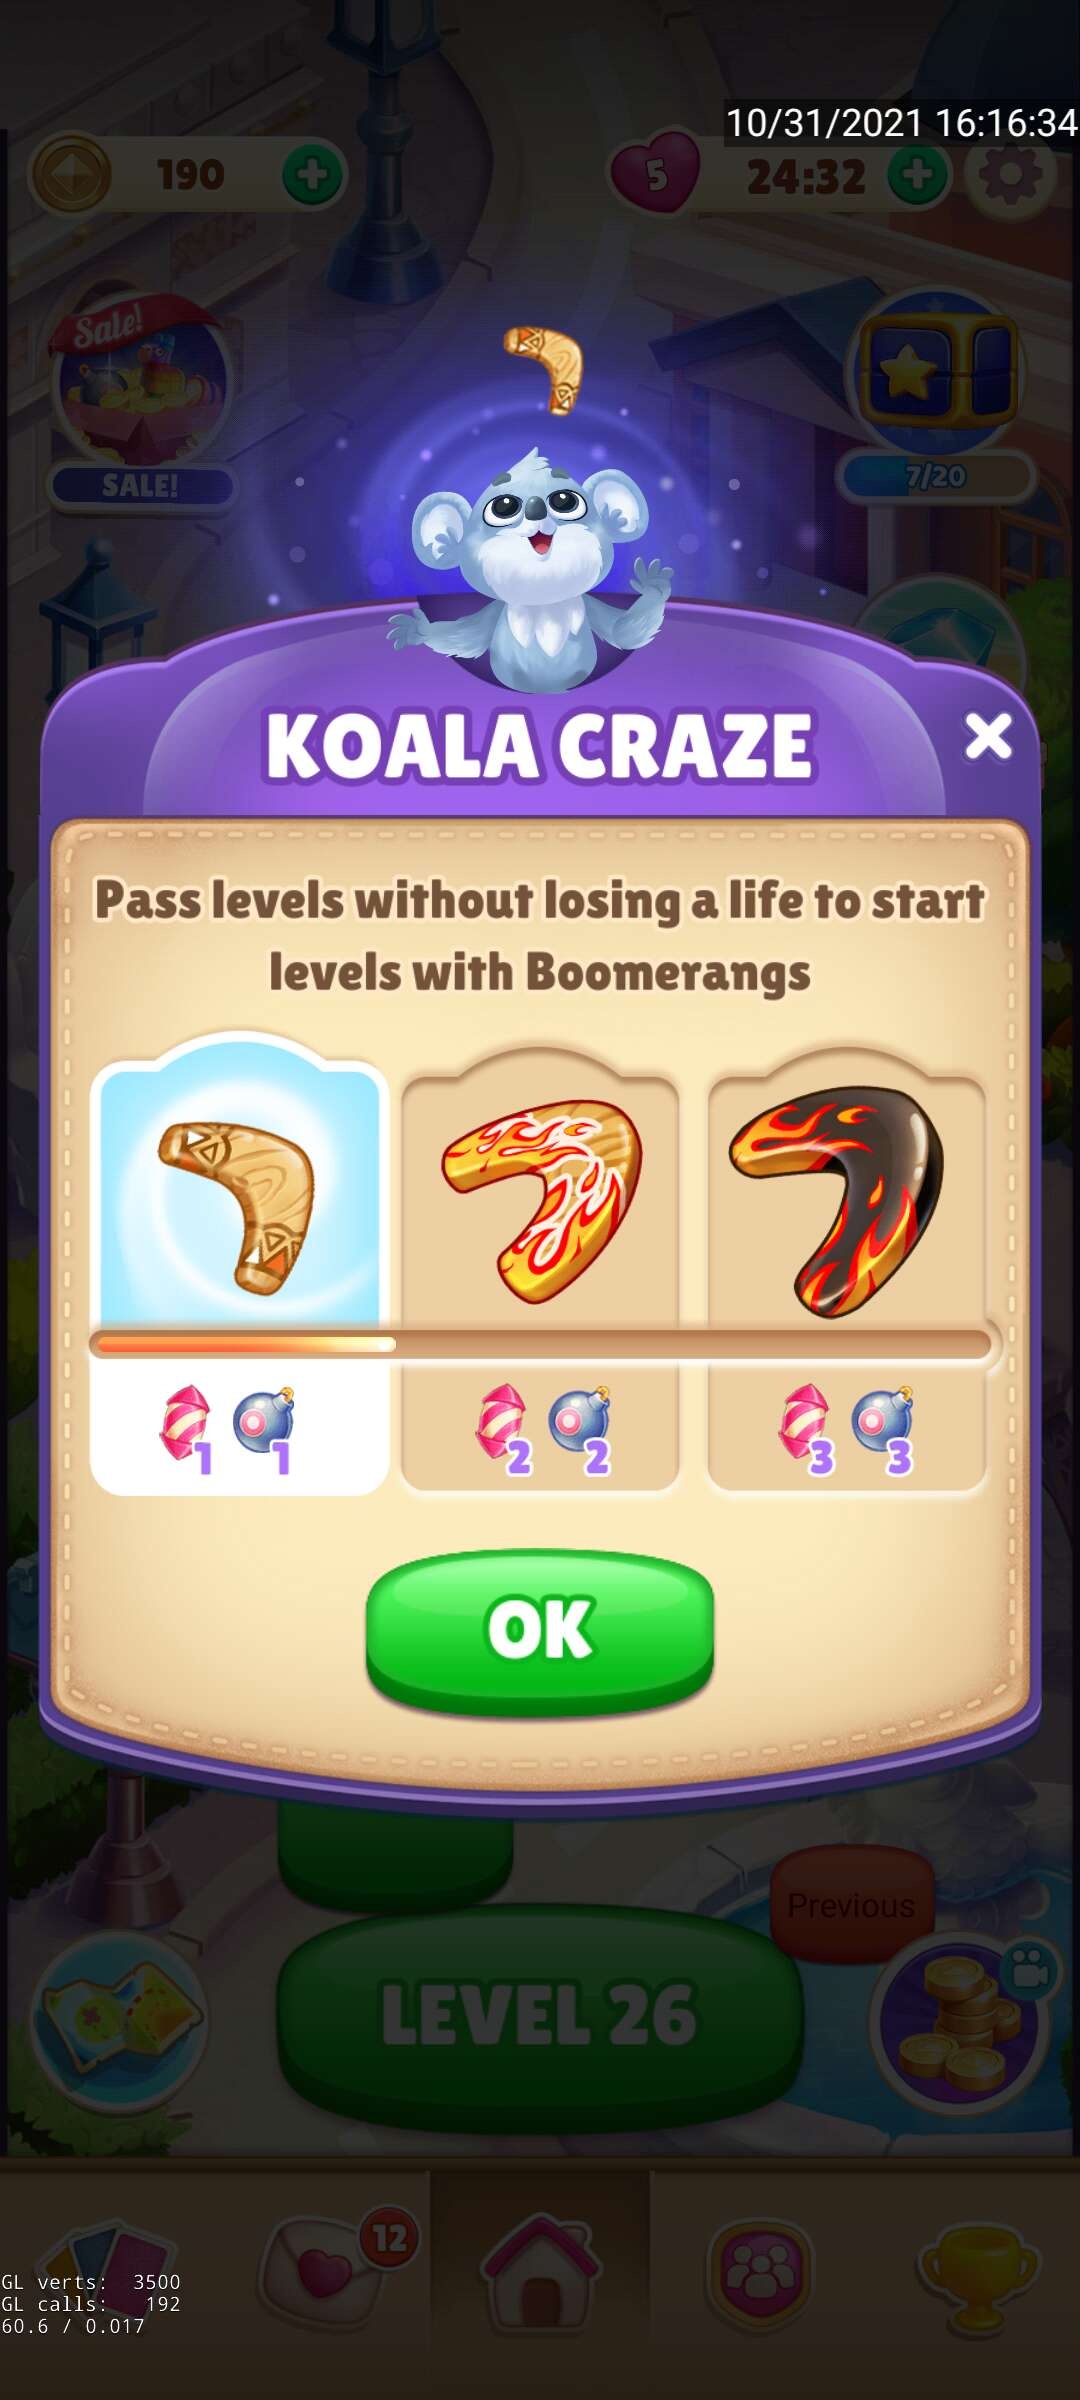 10/31/2021 16:16:34
190
5
24:32
Sale!
SALE!
7/20
KOALA CRAZE
Pass levels without losing a life to start
levels with Boomerangs
1 1
2 2
3 3
OK
Previous
LEVEL 26
12
GL verts: 3500
GL calls: 192
60.6 / 0.017